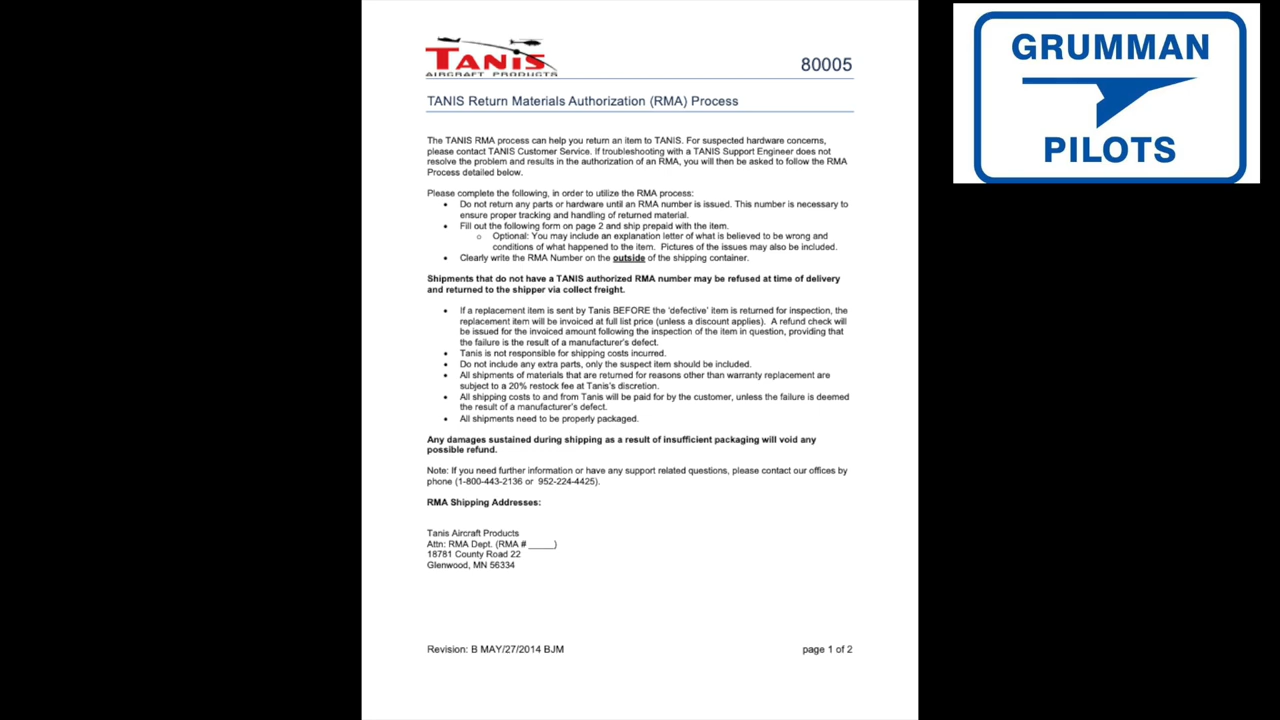 TANIS
AIRCRAFT PRODUCTS
80005
GRUMMAN
PILOTS
TANIS Return Materials Authorization (RMA) Process
The TANIS RMA process can help you return an item to TANIS. For suspected hardware concerns,
please contact TANIS Customer Service. If troubleshooting with a TANIS Support Engineer does not
resolve the problem and results in the authorization of an RMA, you will then be asked to follow the RMA
Process detailed below.
Please complete the following, in order to utilize the RMA process:
• Do not return any parts or hardware until an RMA number is issued. This number is necessary to
ensure proper tracking and handling of returned material.
• Fill out the following form on page 2 and ship prepaid with the item.
o Optional: You may include an explanation letter of what is believed to be wrong and
conditions of what happened to the item. Pictures of the issues may also be included.
• Clearly write the RMA Number on the outside of the shipping container.
Shipments that do not have a TANIS authorized RMA number may be refused at time of delivery
and returned to the shipper via collect freight.
• If a replacement item is sent by Tanis BEFORE the 'defective' item is returned for inspection, the
replacement item will be invoiced at full list price (unless a discount applies). A refund check will
be issued for the invoiced amount following the inspection of the item in question, providing that
the failure is the result of a manufacturer's defect.
• Tanis is not responsible for shipping costs incurred.
• Do not include any extra parts, only the suspect item should be included.
• All shipments of materials that are returned for reasons other than warranty replacement are
subject to a 20% restock fee at Tanis's discretion.
• All shipping costs to and from Tanis will be paid for by the customer, unless the failure is deemed
the result of a manufacturer's defect.
• All shipments need to be properly packaged.
Any damages sustained during shipping as a result of insufficient packaging will void any
possible refund.
Note: If you need further information or have any support related questions, please contact our offices by
phone (1-800-443-2136 or 952-224-4425).
RMA Shipping Addresses:
Tanis Aircraft Products
Attn: RMA Dept. (RMA # _____)
18781 County Road 22
Glenwood, MN 56334
Revision: B MAY/27/2014 BJM
page 1 of 2